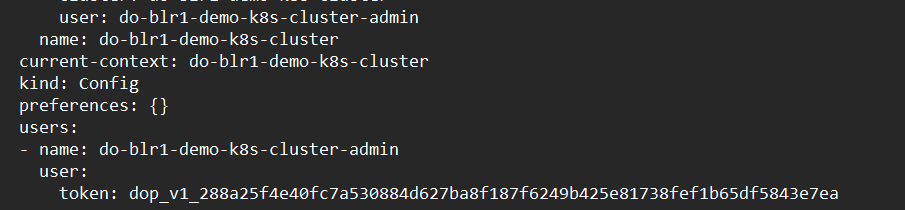 user: do-blr1-demo-k8s-cluster-admin
name: do-blr1-demo-k8s-cluster
current-context: do-blr1-demo-k8s-cluster
kind: Config
preferences: {}
users:
- name: do-blr1-demo-k8s-cluster-admin
user:
token: dop_v1_288a25f4e40fc7a530884d627ba8f187f6249b425e81738fef1b65df5843e7ea